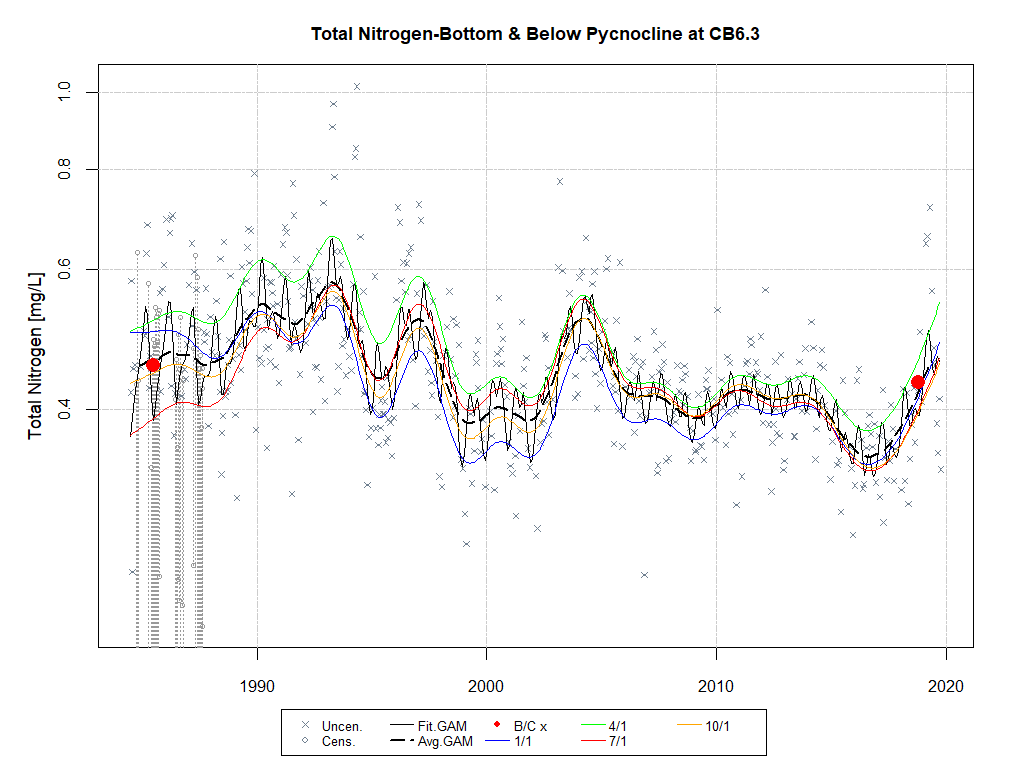 Total Nitrogen-Bottom & Below Pycnocline at CB6.3
Total Nitrogen [mg/L]
1.0
0.8
0.6
0.4
1990 2000 2010 2020
Uncen. Fit.GAM B/C x 4/1 10/1
Cens. Avg.GAM 1/1 7/1